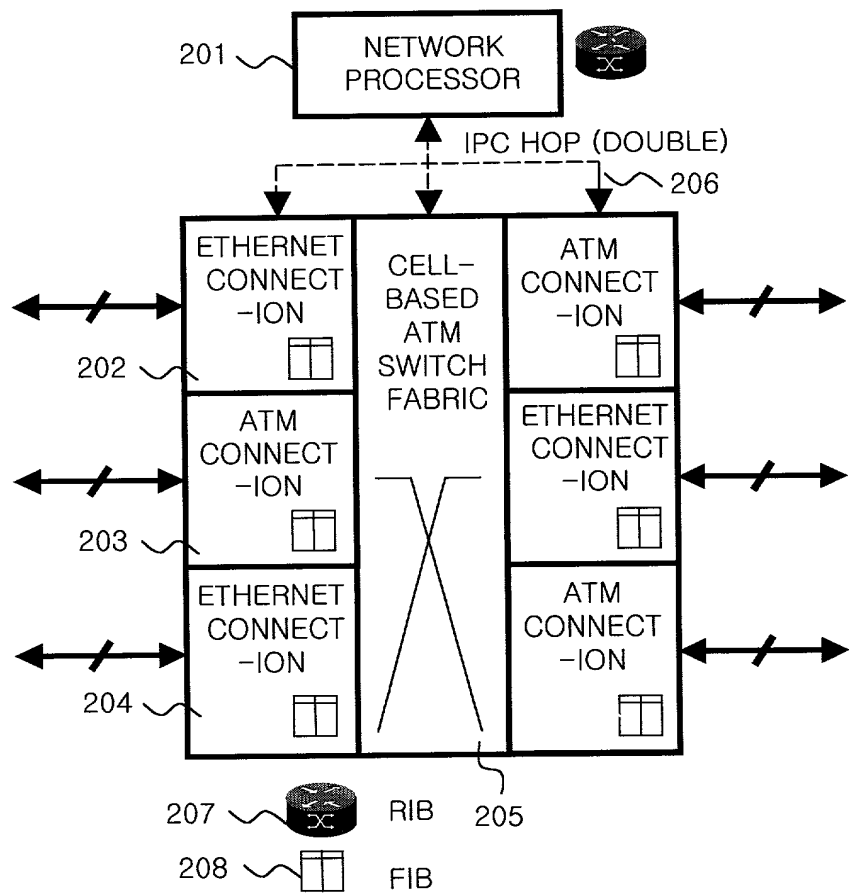 201
NETWORK
PROCESSOR
IPC HOP (DOUBLE)
206
ETHERNET
CONNECT
-ION
202
CELL-
BASED
ATM
SWITCH
FABRIC
ATM
CONNECT
-ION
ATM
CONNECT
-ION
203
ETHERNET
CONNECT
-ION
ETHERNET
CONNECT
-ION
204
ATM
CONNECT
-ION
205
207
RIB
208
FIB